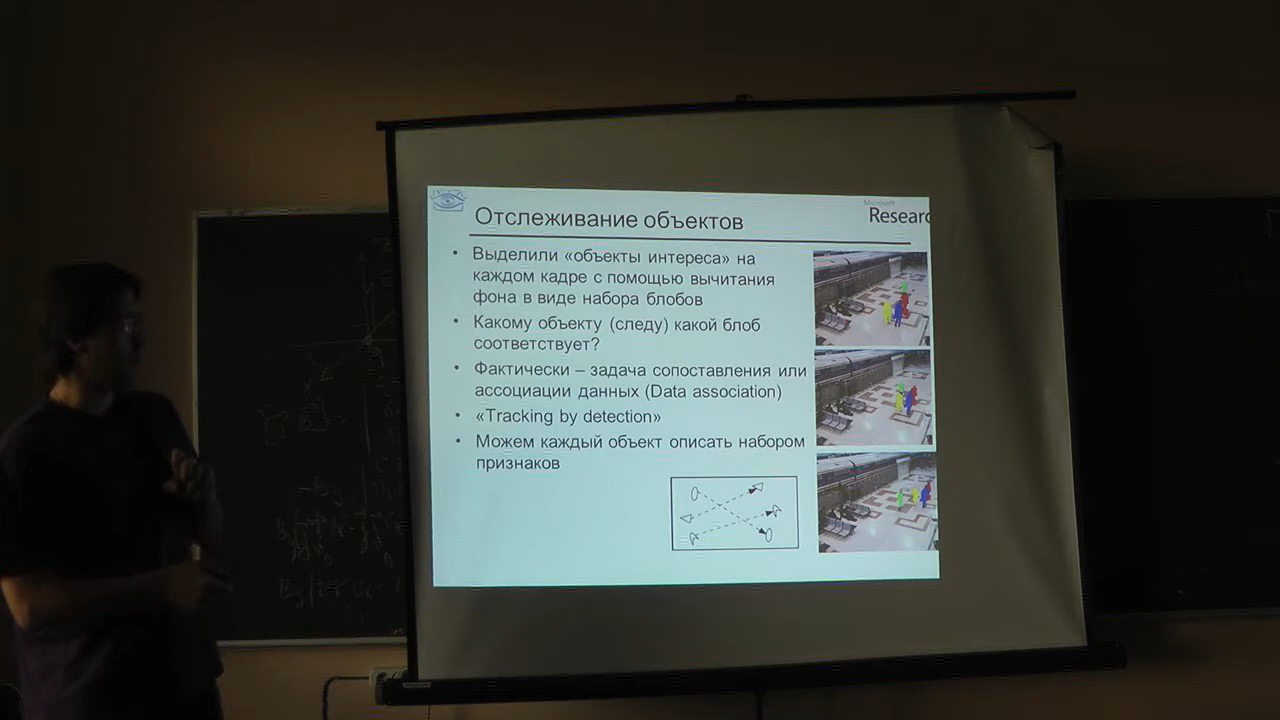 Отслеживание объектов
Microsoft
Researc
• Выделили «объекты интереса» на
каждом кадре с помощью вычитания
фона в виде набора блобов
• Какому объекту (следу) какой блоб
соответствует?
• Фактически – задача сопоставления или
ассоциации данных (Data association)
• «Tracking by detection»
• Можем каждый объект описать набором
признаков